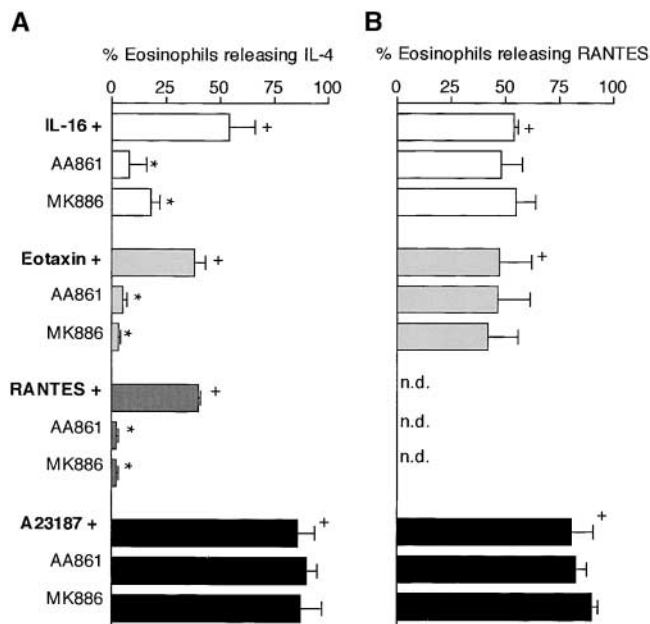 A
B
% Eosinophils releasing IL-4
% Eosinophils releasing RANTES
0 25 50 75 100
0 25 50 75 100
IL-16 +
+
+
AA861
*
MK886
*
Eotaxin +
+
+
AA861
*
MK886
*
RANTES +
+
n.d.
AA861
*
n.d.
MK886
*
n.d.
A23187 +
+
+
AA861
MK886